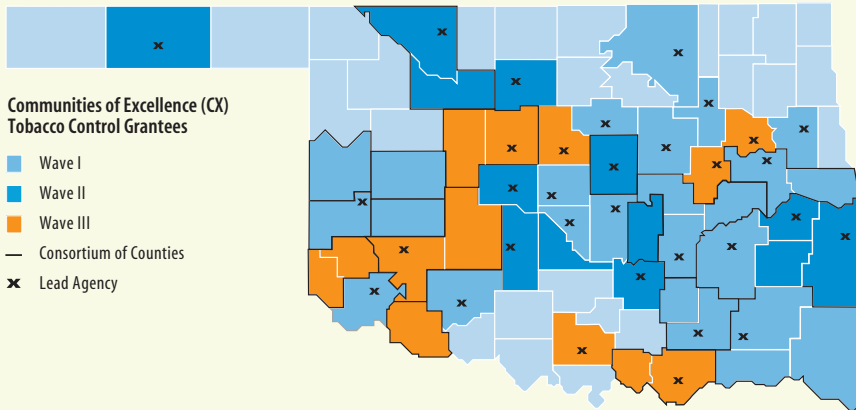 Communities of Excellence (CX)
Tobacco Control Grantees
Wave I
Wave II
Wave III
Consortium of Counties
x Lead Agency